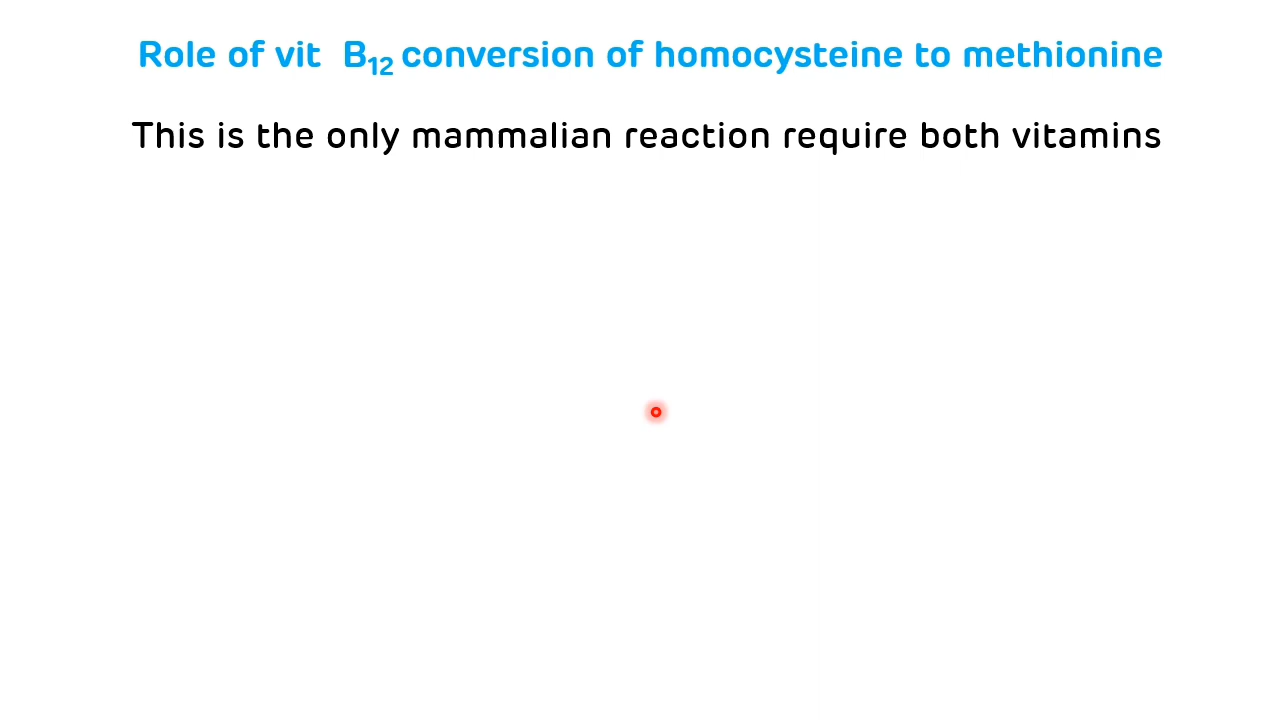 Role of vit B₁₂ conversion of homocysteine to methionine
This is the only mammalian reaction require both vitamins